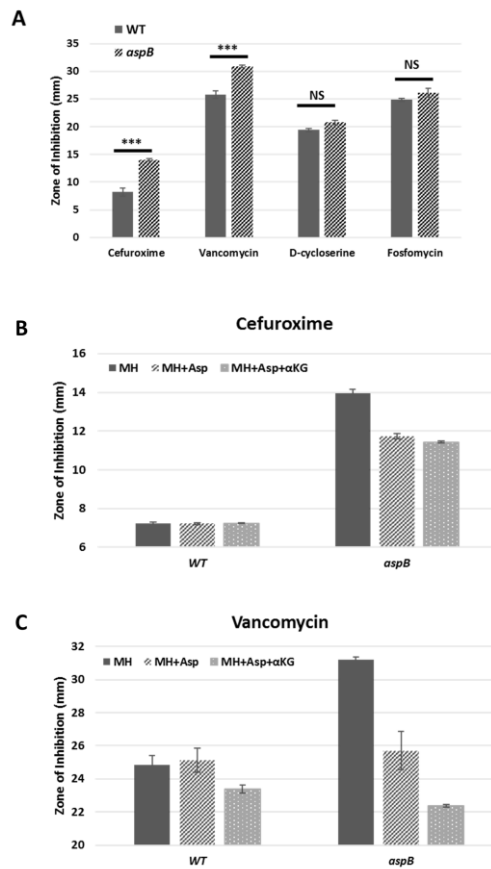 A
WT
aspB
Zone of Inhibition (mm)
35
30
25
20
15
10
5
0
***
***
NS
NS
Cefuroxime Vancomycin D-cycloserine Fosfomycin
B
Cefuroxime
MH MH+Asp MH+Asp+αKG
Zone of Inhibition (mm)
16
14
12
10
8
6
WT aspB
C
Vancomycin
MH MH+Asp MH+Asp+αKG
Zone of Inhibition (mm)
32
30
28
26
24
22
20
WT aspB